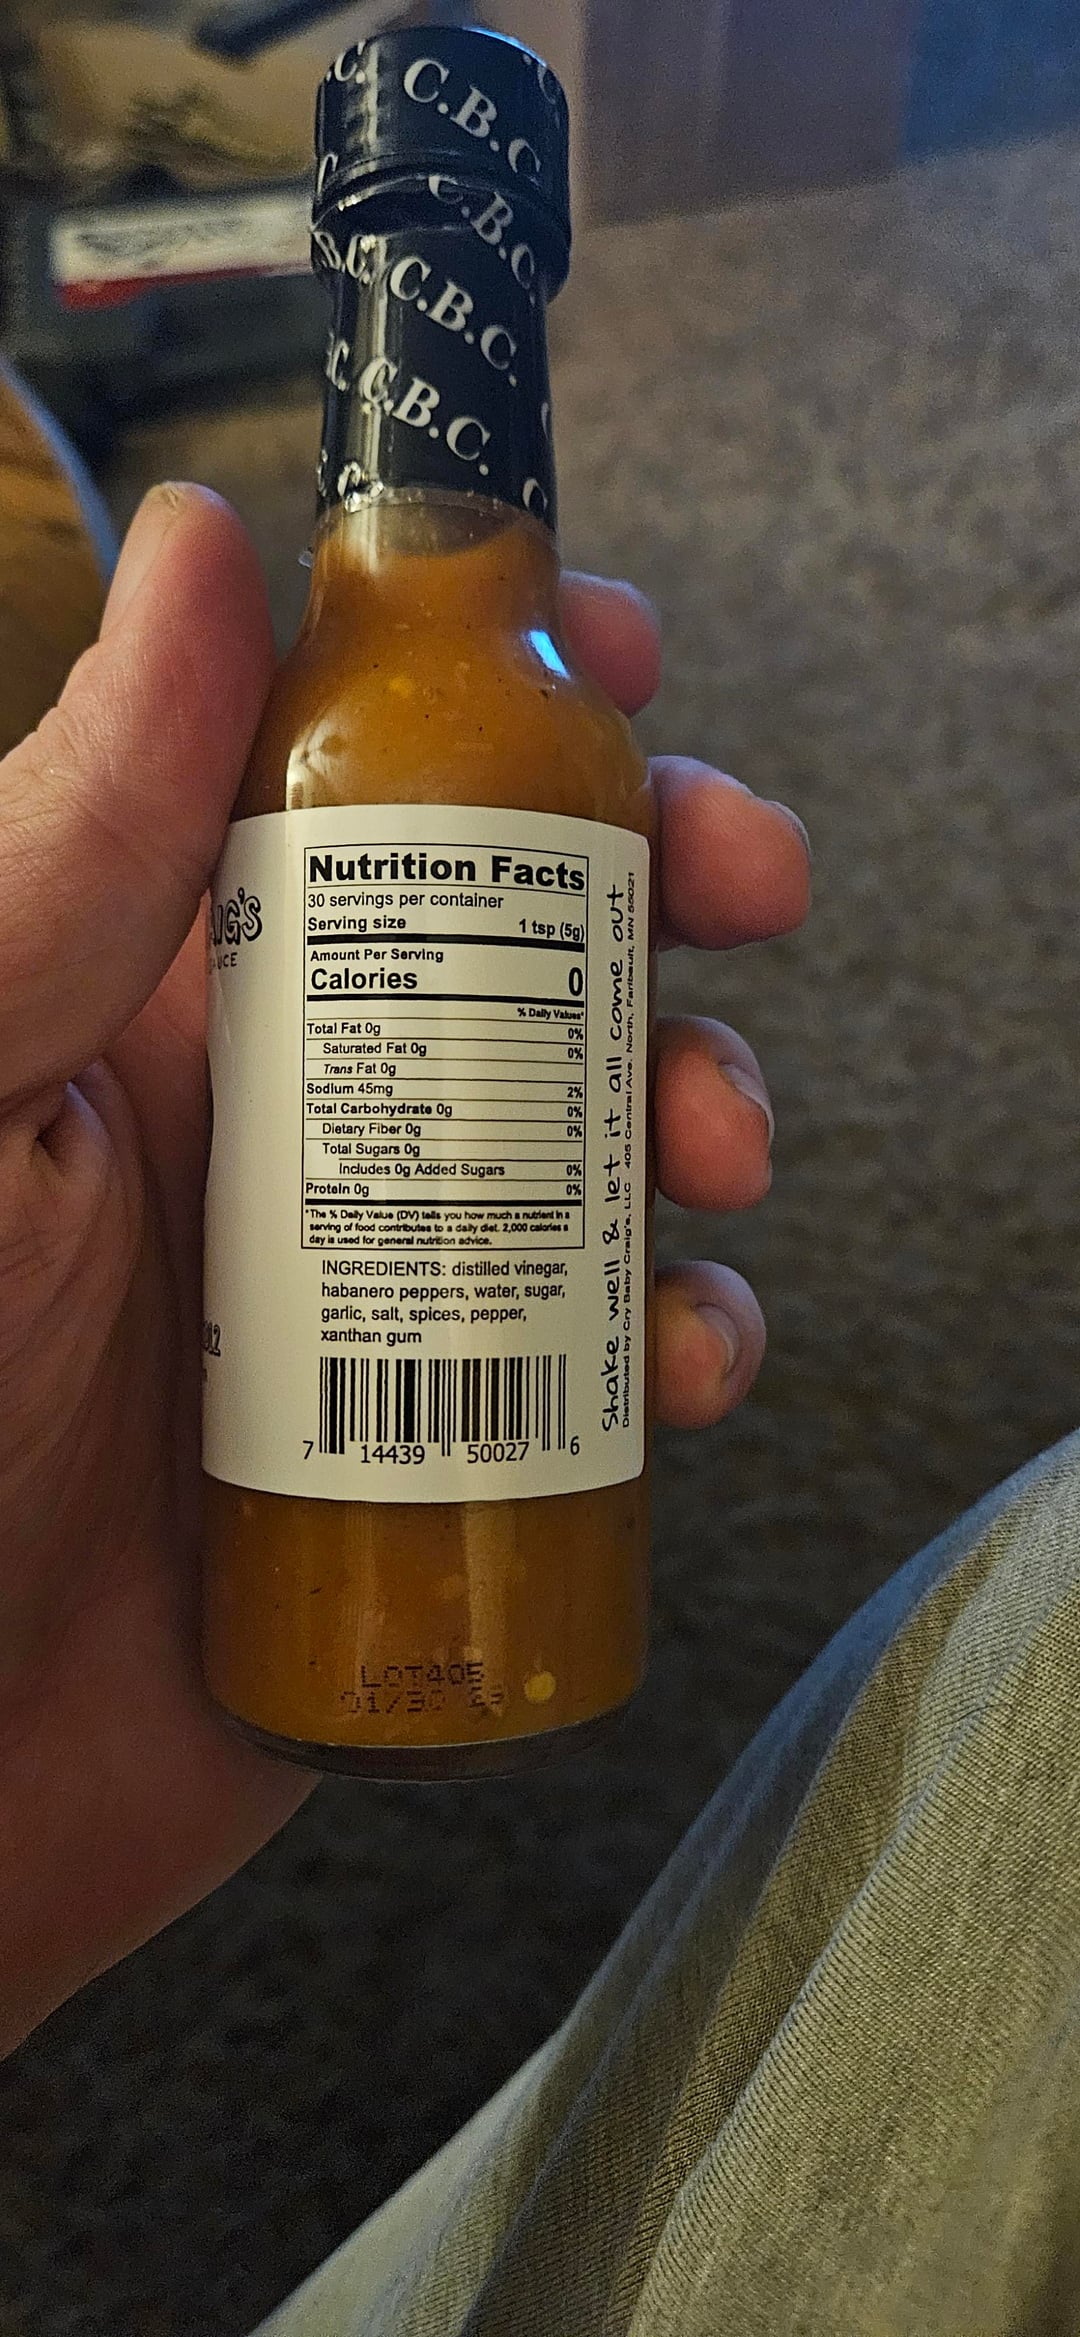 C.B.C
C.B.C.
C.B.C.
C.B.C.
AIG'S
UCE
Nutrition Facts
30 servings per container
Serving size 1 tsp (5g)
Amount Per Serving
Calories 0
% Daily Values*
Total Fat 0g 0%
Saturated Fat 0g 0%
Trans Fat 0g
Sodium 45mg 2%
Total Carbohydrate 0g 0%
Dietary Fiber 0g 0%
Total Sugars 0g
Includes 0g Added Sugars 0%
Protein 0g 0%
*The % Daily Value (DV) tells you how much a nutrient in a
serving of food contributes to a daily diet. 2,000 calories a
day is used for general nutrition advice.
INGREDIENTS: distilled vinegar,
habanero peppers, water, sugar,
garlic, salt, spices, pepper,
xanthan gum
7 14439 50027 6
Shake well & let it all come out
Distributed by Cry Baby Craig's, LLC 405 Central Ave. North, Faribault, MN 55021
LOT405
01/30